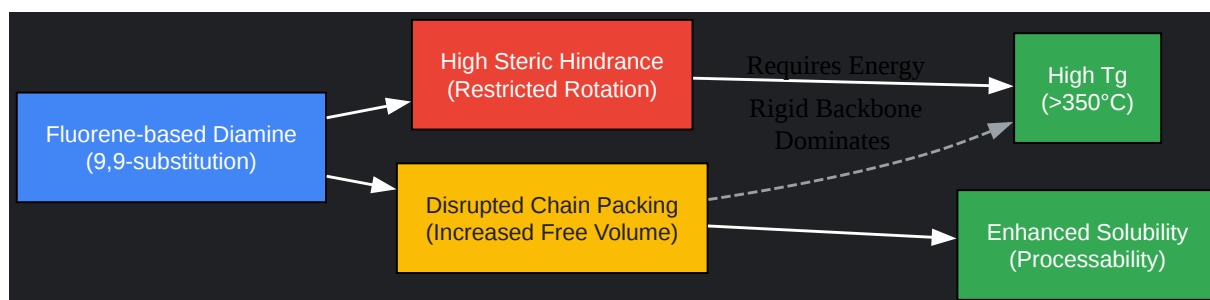 Fluorene-based Diamine
(9,9-substitution)
High Steric Hindrance
(Restricted Rotation)
Disrupted Chain Packing
(Increased Free Volume)
Requires Energy
Rigid Backbone
Dominates
High Tg
(>350°C)
Enhanced Solubility
(Processability)